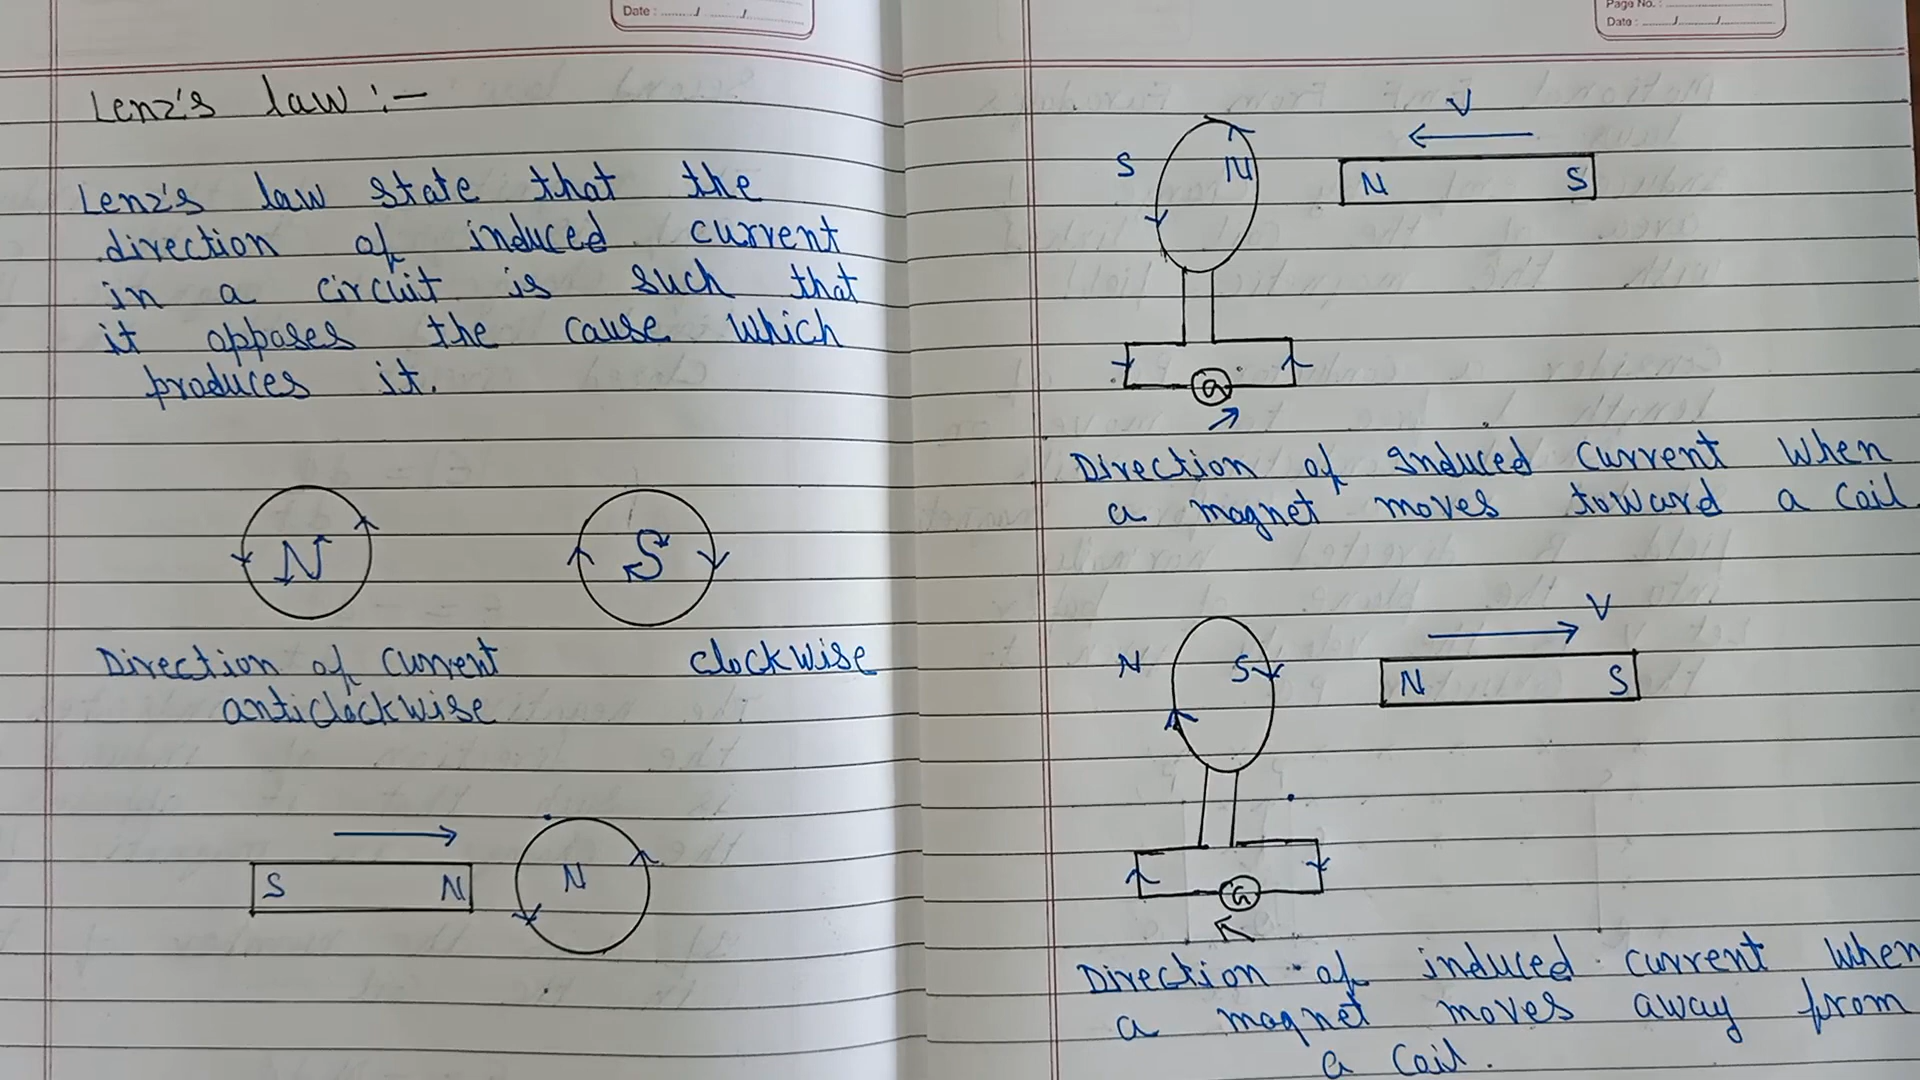 Date : ......../......../........
Lenz's law :-
Lenz's law state that the
direction of induced current
in a circuit is such that
it opposes the cause which
produces it.
N S
Direction of current clockwise
anticlockwise
S N N
Page No. :
Date : ......../......../........
V
S N N S
G
Direction of Induced current When
a magnet moves toward a coil
V
N S N S
G
Direction of induced current When
a magnet moves away from
a coil.